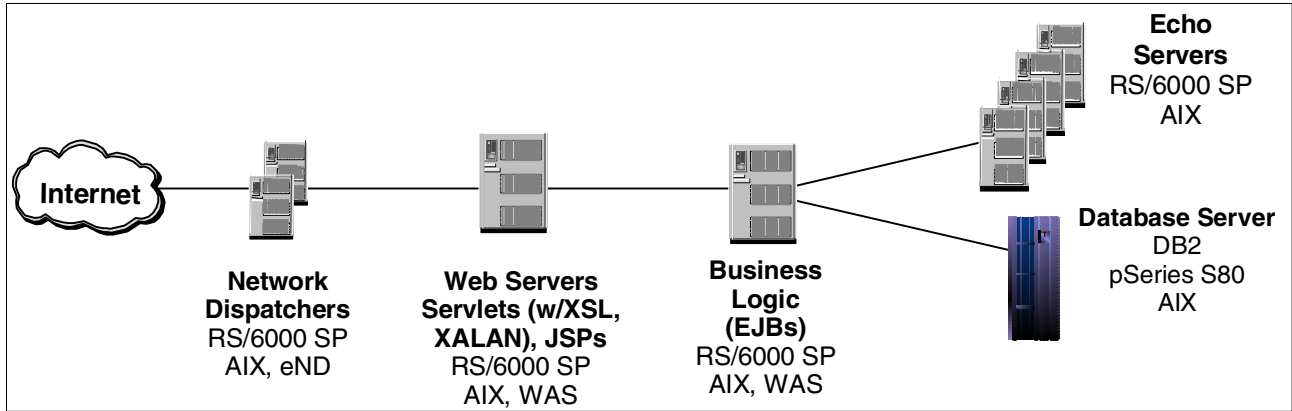 Internet
Network
Dispatchers
RS/6000 SP
AIX, eND
Web Servers
Servlets (w/XSL,
XALAN), JSPs
RS/6000 SP
AIX, WAS
Business
Logic
(EJBs)
RS/6000 SP
AIX, WAS
Echo
Servers
RS/6000 SP
AIX
Database Server
DB2
pSeries S80
AIX